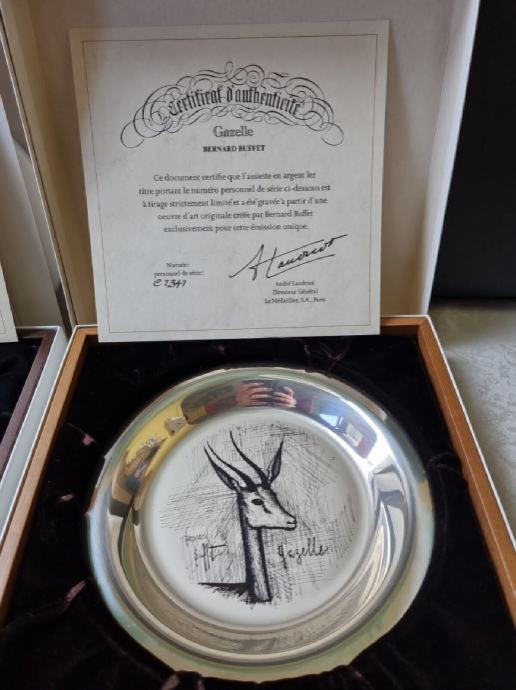 Certificat d'authenticité
Gazelle
BERNARD BUFFET
Ce document certifie que l'assiette en argent 1er
titre portant le numéro personnel de série ci-dessous est
à tirage strictement limité et a été gravée à partir d'une
oeuvre d'art originale créée par Bernard Buffet
exclusivement pour cette émission unique.
Numéro
personnel de série:
C 7,347
André Landrieu
Directeur Général
Le Médaillier, S.A., Paris
gazelle